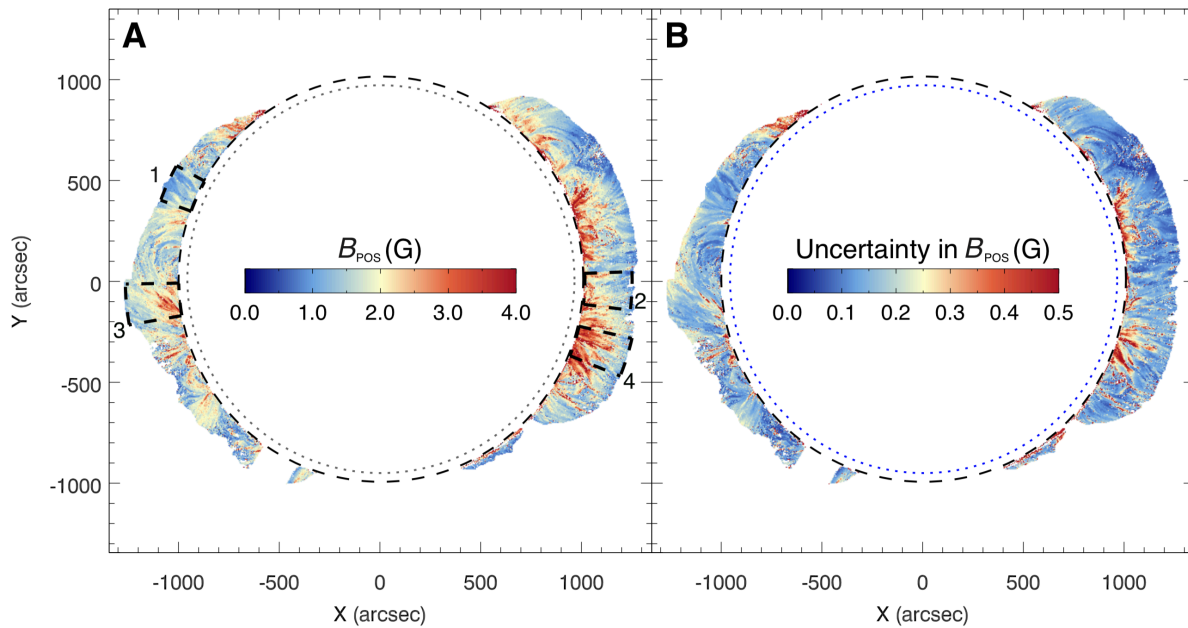 A
B
1000
500
0
-500
-1000
Y (arcsec)
1
2
3
4
B_POS (G)
0.0 1.0 2.0 3.0 4.0
Uncertainty in B_POS (G)
0.0 0.1 0.2 0.3 0.4 0.5
-1000 -500 0 500 1000
-1000 -500 0 500 1000
X (arcsec)
X (arcsec)